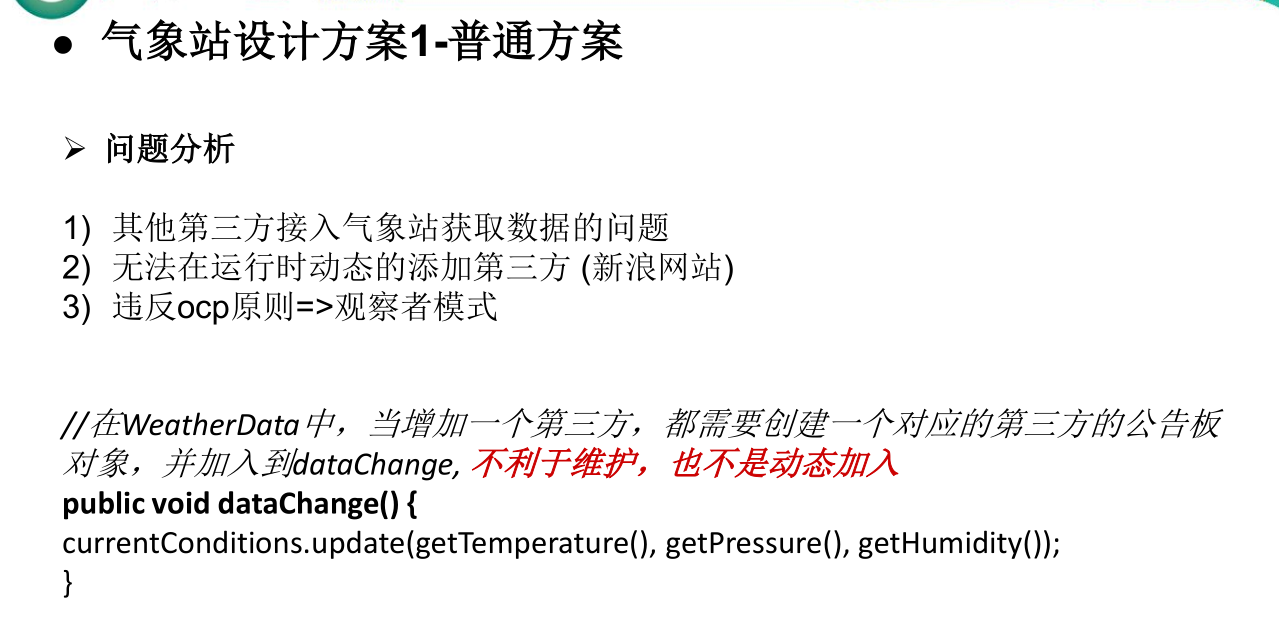 ● 气象站设计方案1-普通方案
➢ 问题分析
1) 其他第三方接入气象站获取数据的问题
2) 无法在运行时动态的添加第三方 (新浪网站)
3) 违反ocp原则=>观察者模式
//在WeatherData中，当增加一个第三方，都需要创建一个对应的第三方的公告板
对象，并加入到dataChange, 不利于维护，也不是动态加入
public void dataChange() {
currentConditions.update(getTemperature(), getPressure(), getHumidity());
}